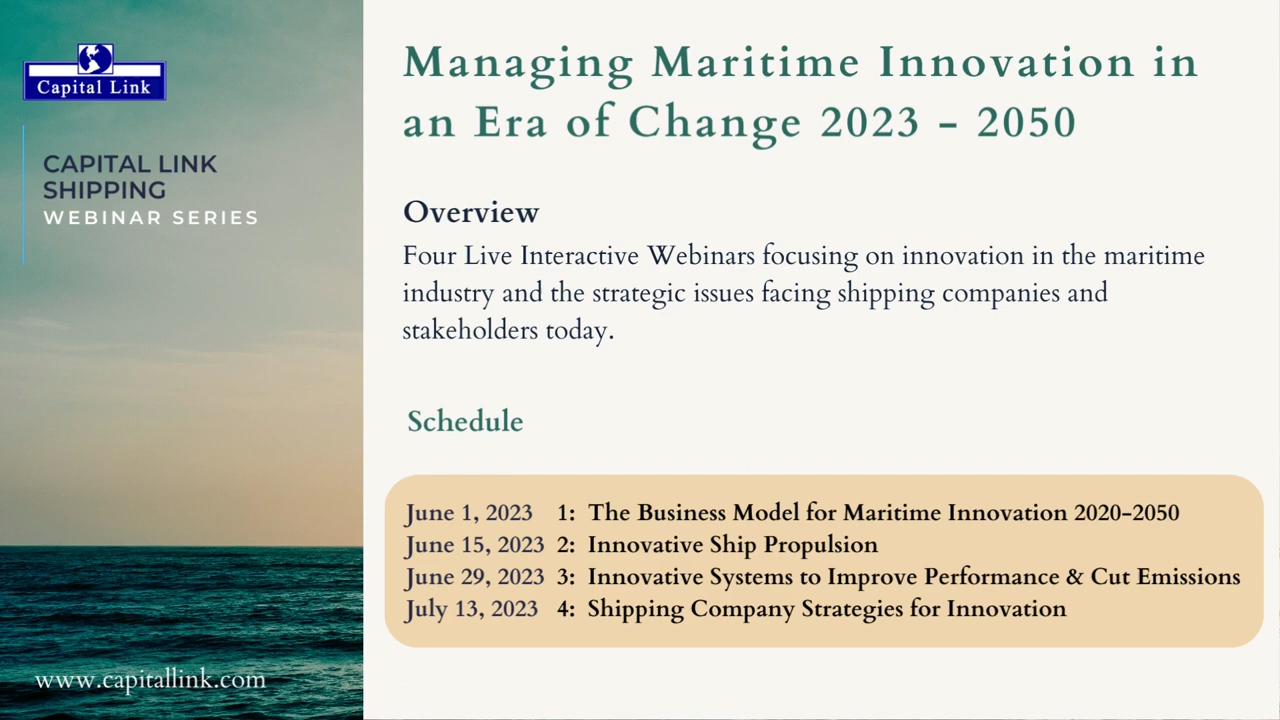 Capital Link
CAPITAL LINK
SHIPPING
WEBINAR SERIES
www.capitallink.com
Managing Maritime Innovation in
an Era of Change 2023 - 2050
Overview
Four Live Interactive Webinars focusing on innovation in the maritime
industry and the strategic issues facing shipping companies and
stakeholders today.
Schedule
June 1, 2023 1: The Business Model for Maritime Innovation 2020-2050
June 15, 2023 2: Innovative Ship Propulsion
June 29, 2023 3: Innovative Systems to Improve Performance & Cut Emissions
July 13, 2023 4: Shipping Company Strategies for Innovation